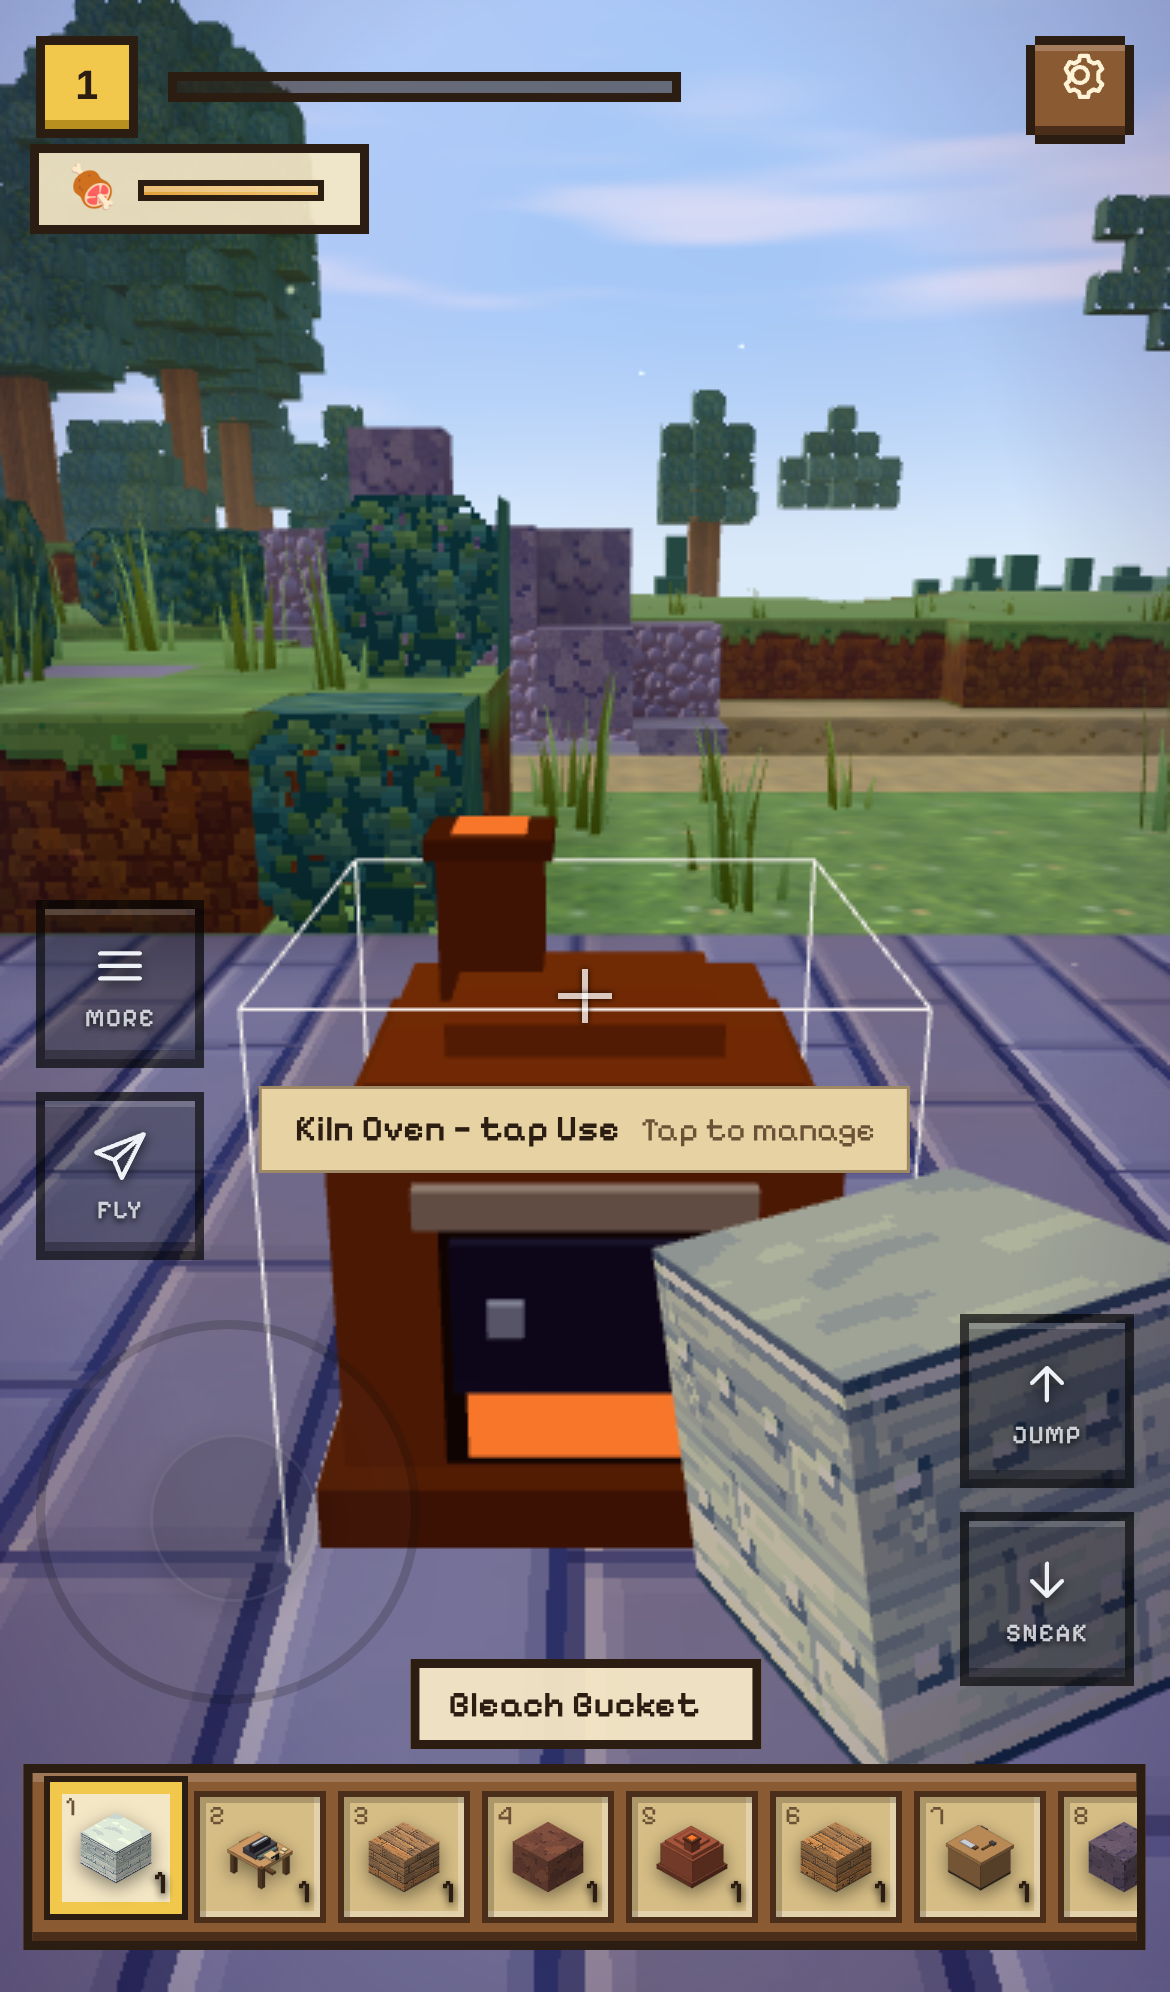 1
MORE
Kiln Oven - tap Use Tap to manage
FLY
JUMP
SNEAK
Bleach Bucket
1 2 3 4 5 6 7 8
1 1 1 1 1 1 1